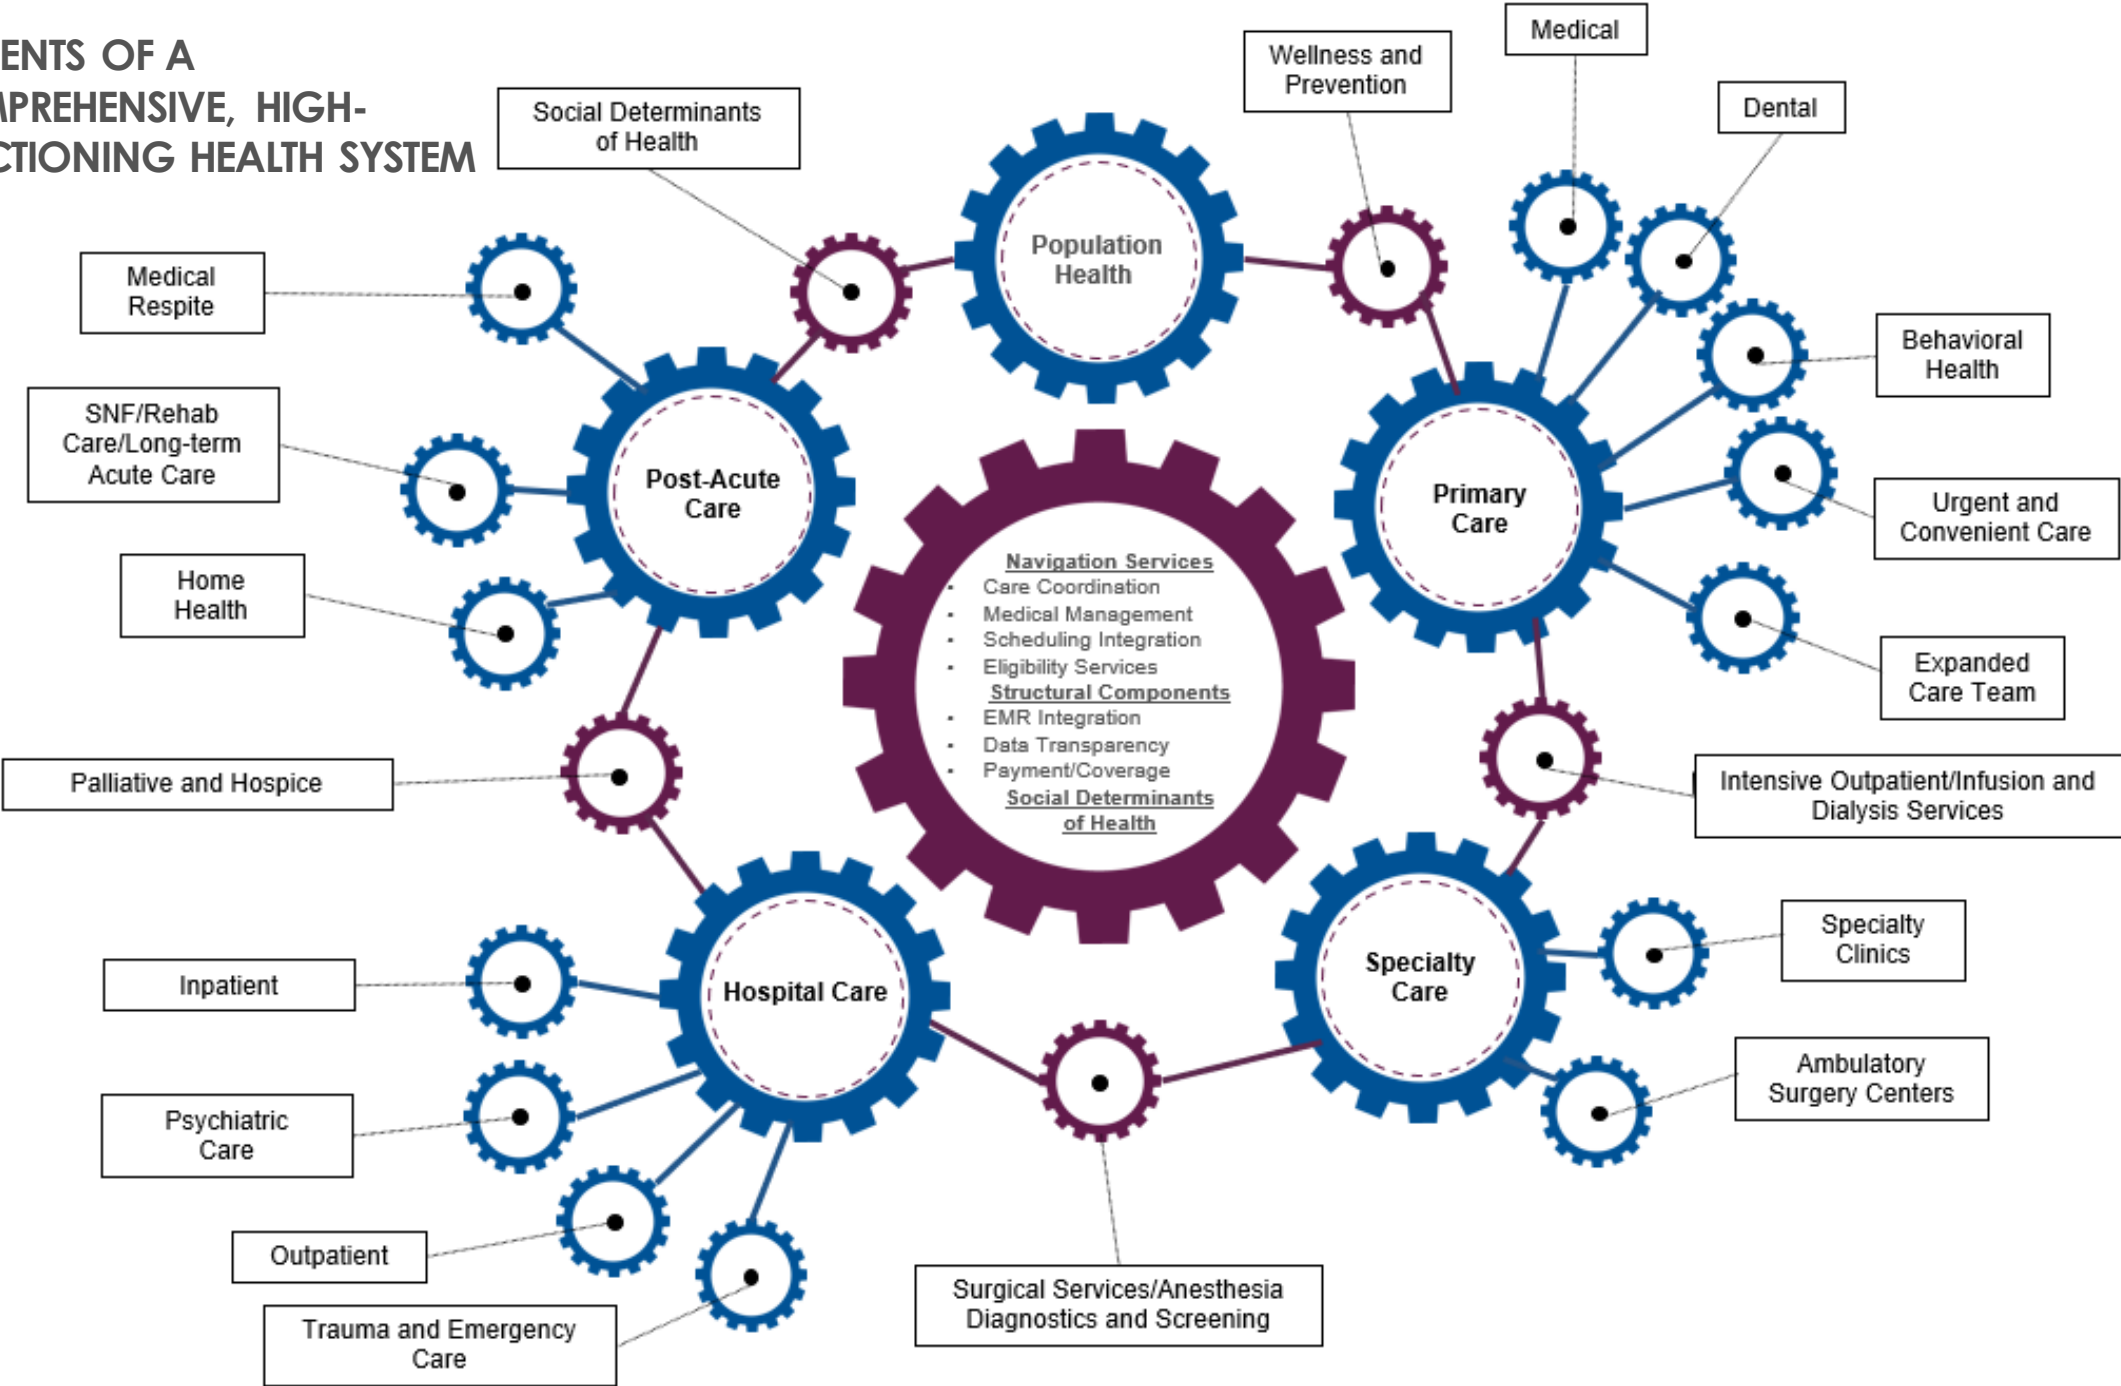 ENTS OF A
MPREHENSIVE, HIGH-
CTIONING HEALTH SYSTEM
Social Determinants
of Health
Wellness and
Prevention
Medical
Dental
Population
Health
Medical
Respite
Behavioral
Health
SNF/Rehab
Care/Long-term
Acute Care
Post-Acute
Care
Primary
Care
Urgent and
Convenient Care
Home
Health
Expanded
Care Team
Navigation Services
▪ Care Coordination
▪ Medical Management
▪ Scheduling Integration
▪ Eligibility Services
Structural Components
▪ EMR Integration
▪ Data Transparency
▪ Payment/Coverage
Social Determinants
of Health
Palliative and Hospice
Intensive Outpatient/Infusion and
Dialysis Services
Inpatient
Hospital Care
Specialty
Care
Specialty
Clinics
Psychiatric
Care
Ambulatory
Surgery Centers
Outpatient
Trauma and Emergency
Care
Surgical Services/Anesthesia
Diagnostics and Screening